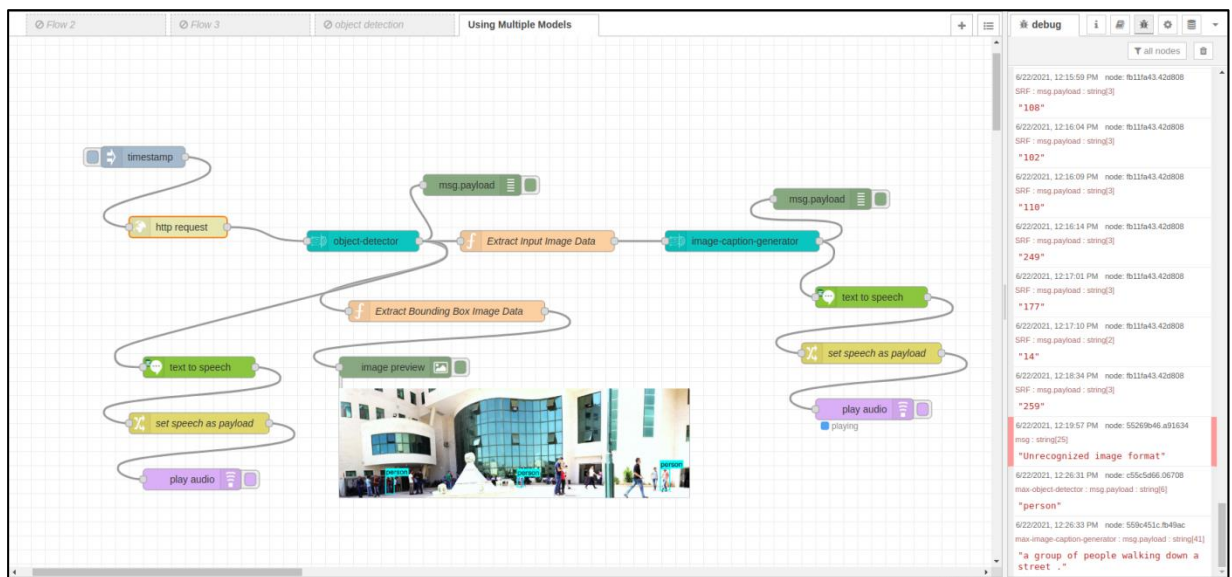 Flow 2
Flow 3
object detection
Using Multiple Models
debug
i
all nodes
timestamp
http request
object-detector
msg.payload
Extract Input Image Data
image-caption-generator
msg.payload
Extract Bounding Box Image Data
image preview
person
person
person
text to speech
set speech as payload
play audio
text to speech
set speech as payload
play audio
playing
6/22/2021, 12:15:59 PM node: fb11fa43.42d808
SRF : msg.payload : string[3]
"108"
6/22/2021, 12:16:04 PM node: fb11fa43.42d808
SRF : msg.payload : string[3]
"102"
6/22/2021, 12:16:09 PM node: fb11fa43.42d808
SRF : msg.payload : string[3]
"110"
6/22/2021, 12:16:14 PM node: fb11fa43.42d808
SRF : msg.payload : string[3]
"249"
6/22/2021, 12:17:01 PM node: fb11fa43.42d808
SRF : msg.payload : string[3]
"177"
6/22/2021, 12:17:10 PM node: fb11fa43.42d808
SRF : msg.payload : string[2]
"14"
6/22/2021, 12:18:34 PM node: fb11fa43.42d808
SRF : msg.payload : string[3]
"259"
6/22/2021, 12:19:57 PM node: 55269b46.a91634
msg : string[25]
"Unrecognized image format"
6/22/2021, 12:26:31 PM node: c55c5d66.06708
max-object-detector : msg.payload : string[6]
"person"
6/22/2021, 12:26:33 PM node: 559c451c.fb49ac
max-image-caption-generator : msg.payload : string[41]
"a group of people walking down a
street ."